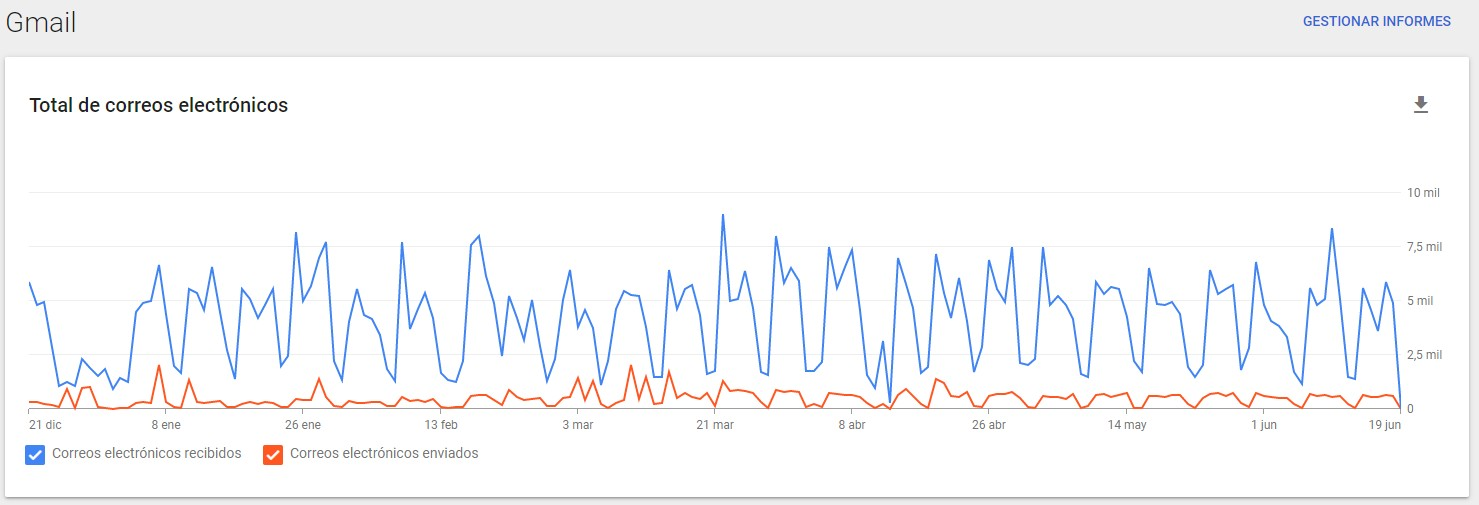 Gmail
GESTIONAR INFORMES
Total de correos electrónicos
10 mil
7,5 mil
5 mil
2,5 mil
0
21 dic 8 ene 26 ene 13 feb 3 mar 21 mar 8 abr 26 abr 14 may 1 jun 19 jun
Correos electrónicos recibidos Correos electrónicos enviados